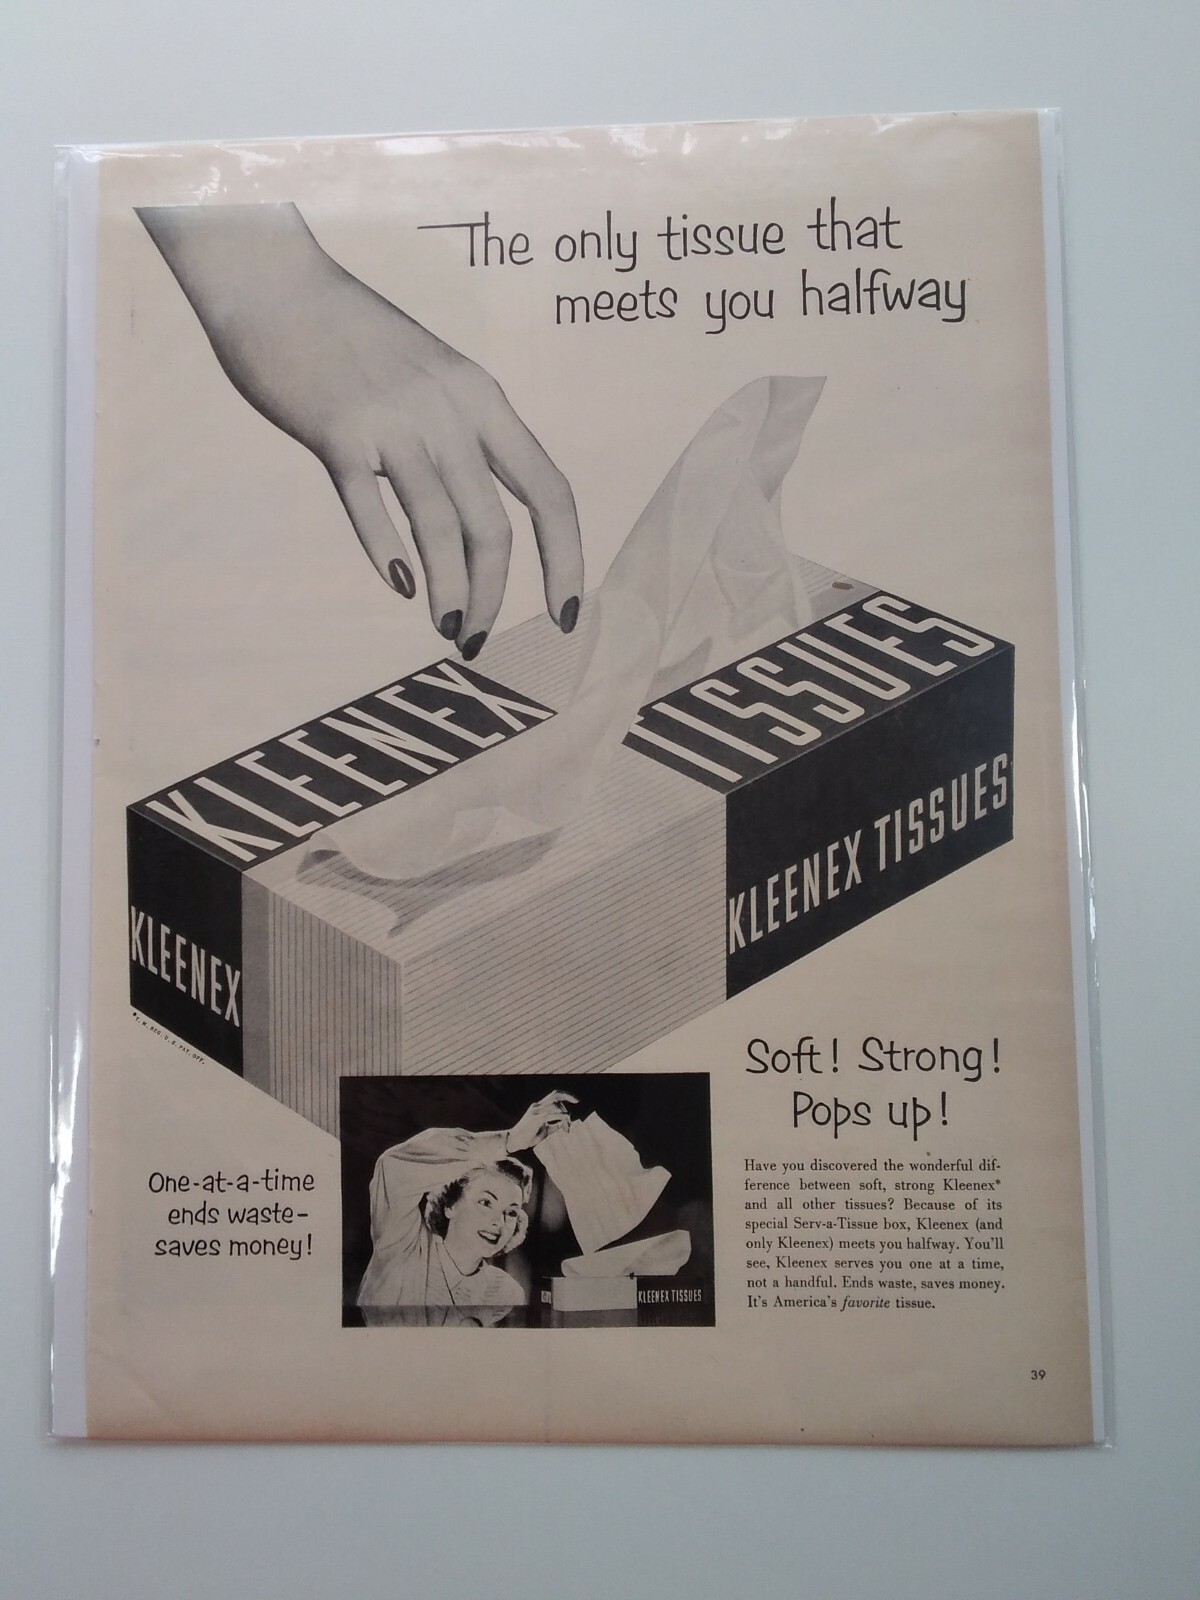 The only tissue that
meets you halfway
KLEENEX
TISSUES
KLEENEX TISSUES
KLEENEX
*T. M. REG. U. S. PAT. OFF.
Soft! Strong!
Pops up!
One-at-a-time
ends waste–
saves money!
KLEENEX TISSUES
Have you discovered the wonderful dif-
ference between soft, strong Kleenex*
and all other tissues? Because of its
special Serv-a-Tissue box, Kleenex (and
only Kleenex) meets you halfway. You'll
see, Kleenex serves you one at a time,
not a handful. Ends waste, saves money.
It's America's favorite tissue.
39